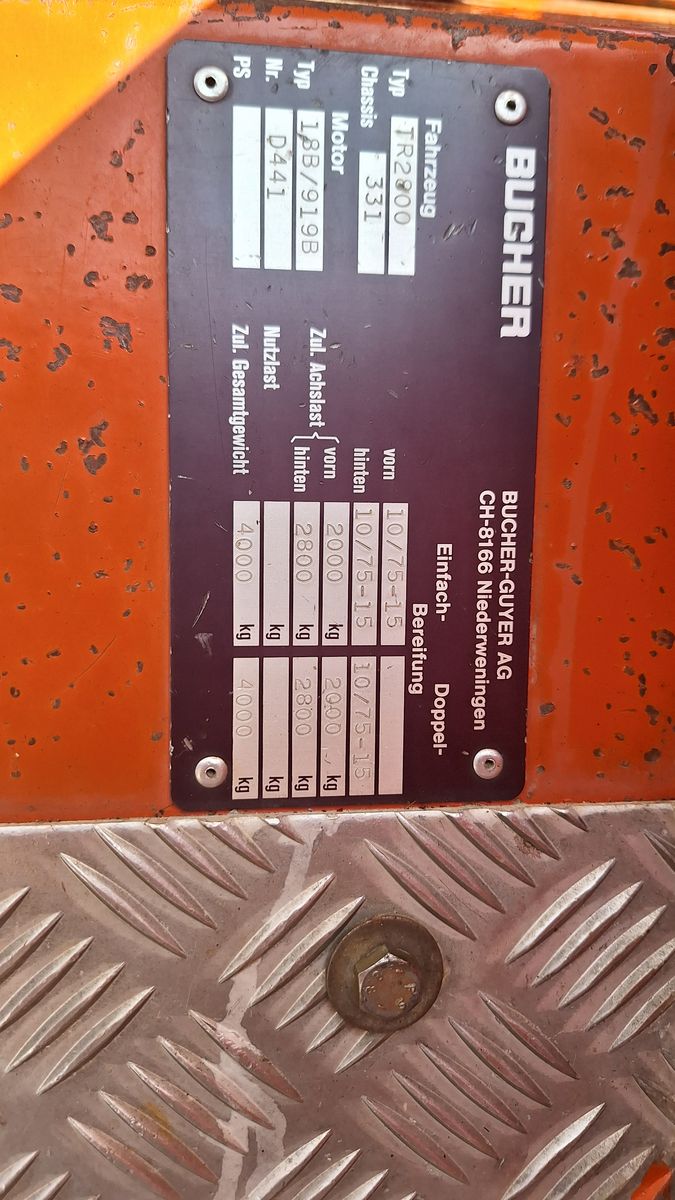 BUCHER
BUCHER-GUYER AG
CH-8166 Niederweningen
Fahrzeug
Typ TR2800
Chassis 331
Motor
Typ 18B/919B
Nr. D441
PS
Einfach- Doppel-
Bereifung
vorn 10/75-15
hinten 10/75-15 10/75-15
Zul. Achslast { vorn 2000 kg 2000 kg
hinten 2800 kg 2800 kg
Nutzlast kg kg
Zul. Gesamtgewicht 4000 kg 4000 kg